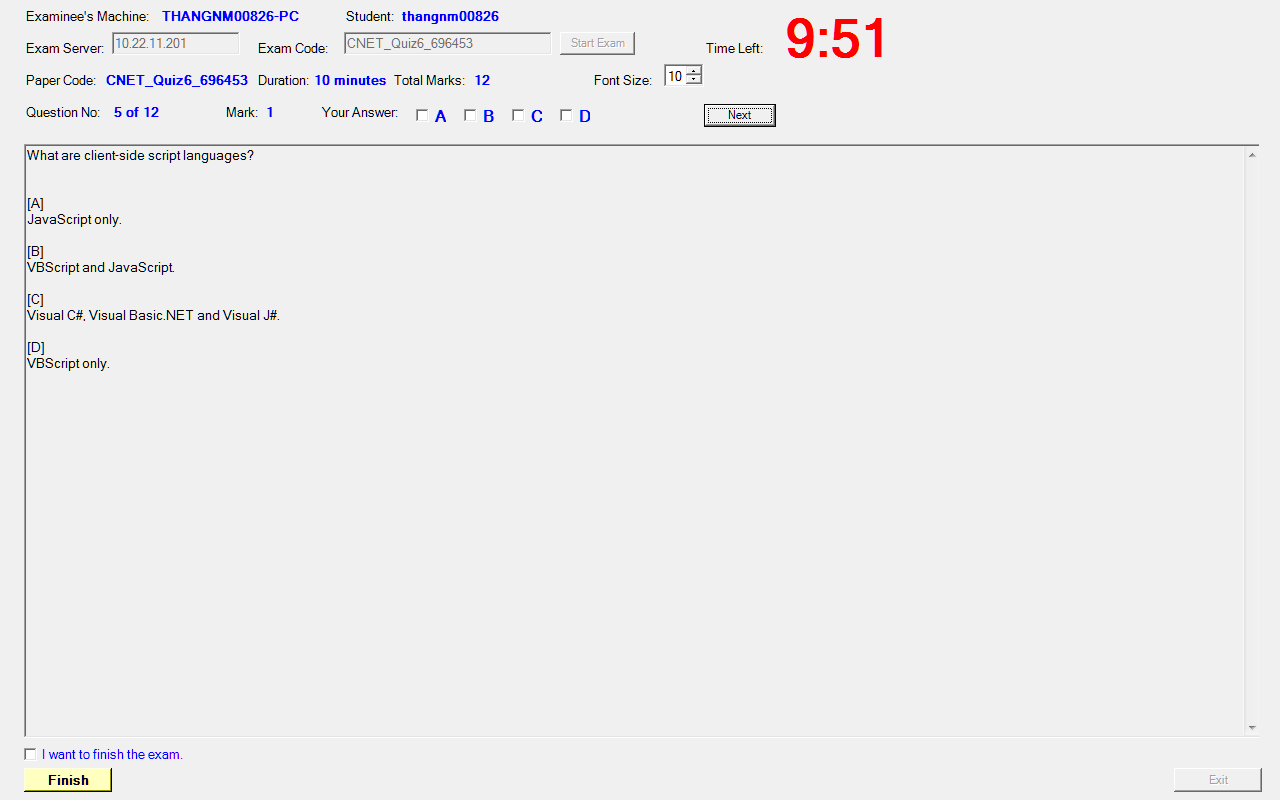 Examinee's Machine: THANGNM00826-PC Student: thangnm00826
Exam Server: 10.22.11.201 Exam Code: CNET_Quiz6_696453 Start Exam Time Left: 9:51
Paper Code: CNET_Quiz6_696453 Duration: 10 minutes Total Marks: 12 Font Size: 10
Question No: 5 of 12 Mark: 1 Your Answer: A B C D Next
What are client-side script languages?
[A]
JavaScript only.
[B]
VBScript and JavaScript.
[C]
Visual C#, Visual Basic.NET and Visual J#.
[D]
VBScript only.
I want to finish the exam.
Finish Exit